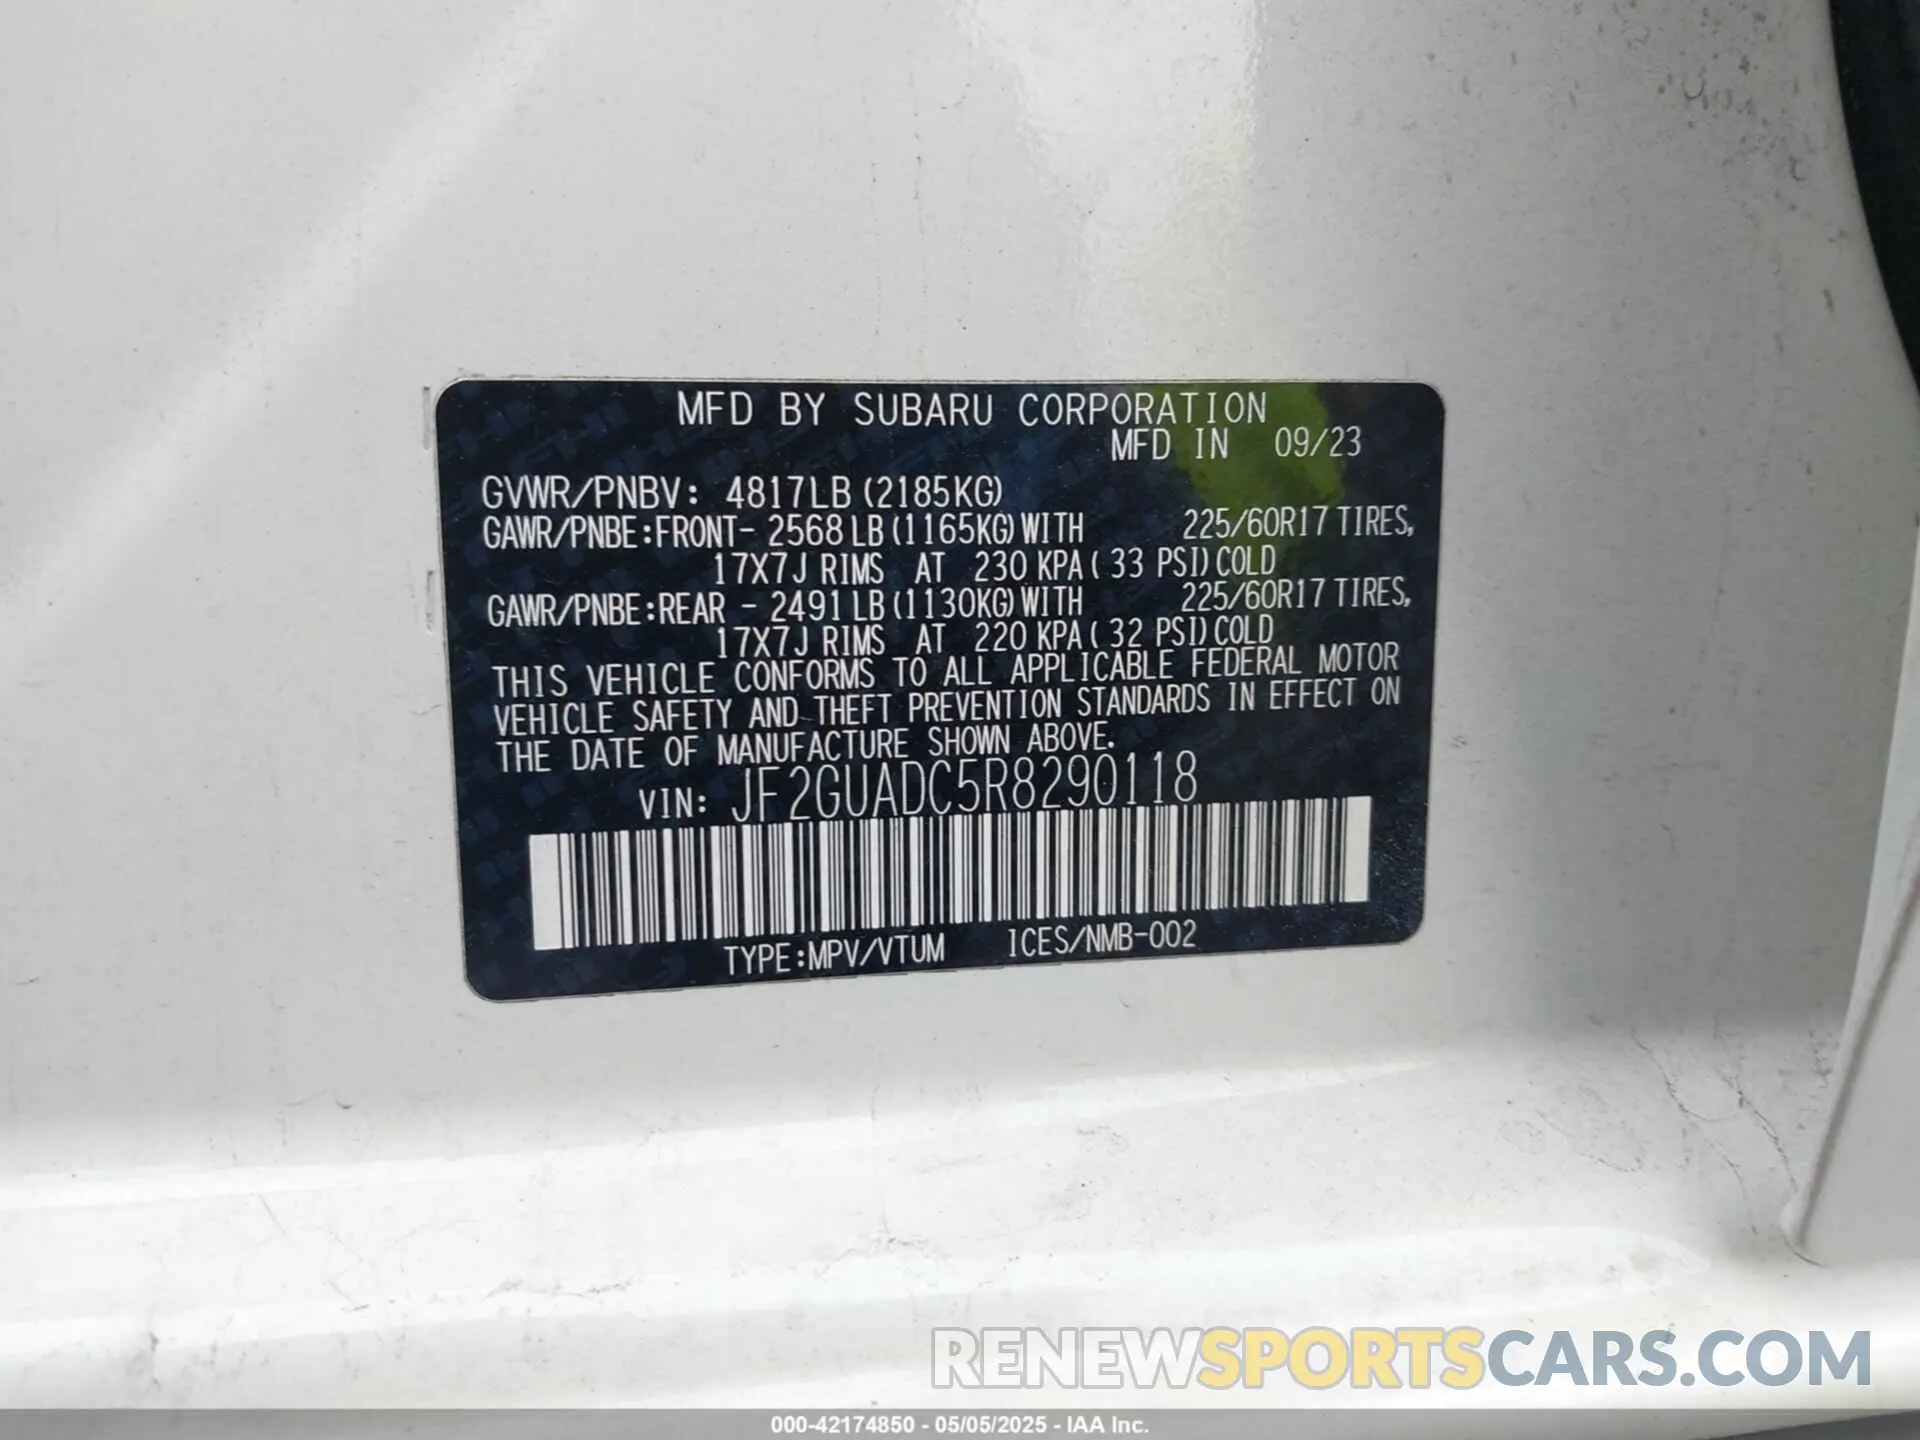 MFD BY SUBARU CORPORATION
MFD IN 09/23
GVWR/PNBV: 4817LB (2185KG)
GAWR/PNBE:FRONT- 2568 LB (1165KG) WITH 225/60R17 TIRES,
17X7J RIMS AT 230 KPA ( 33 PSI) COLD
GAWR/PNBE:REAR - 2491 LB (1130KG) WITH 225/60R17 TIRES,
17X7J RIMS AT 220 KPA ( 32 PSI) COLD
THIS VEHICLE CONFORMS TO ALL APPLICABLE FEDERAL MOTOR
VEHICLE SAFETY AND THEFT PREVENTION STANDARDS IN EFFECT ON
THE DATE OF MANUFACTURE SHOWN ABOVE.
VIN: JF2GUADC5R8290118
TYPE:MPV/VTUM ICES/NMB-002
RENEWSPORTSCARS.COM
000-42174850 - 05/05/2025 - IAA Inc.